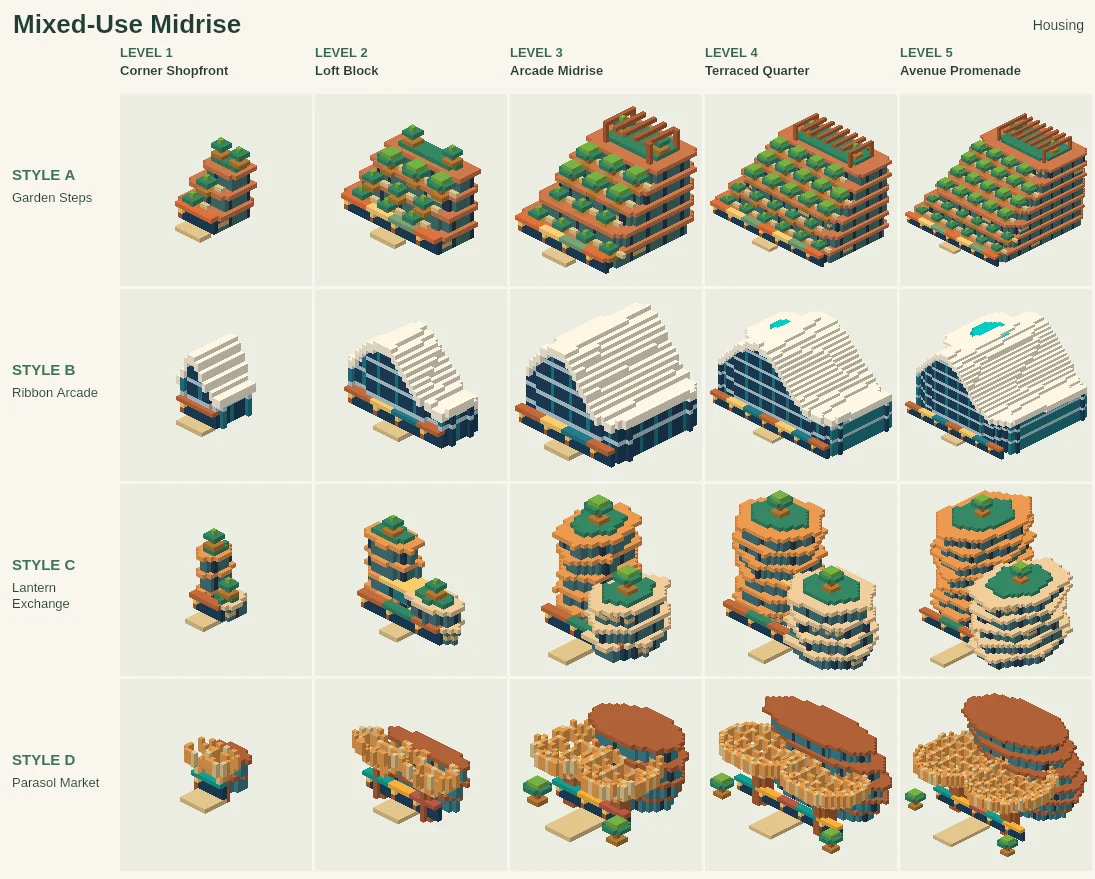 Mixed-Use Midrise
Housing
LEVEL 1
Corner Shopfront
LEVEL 2
Loft Block
LEVEL 3
Arcade Midrise
LEVEL 4
Terraced Quarter
LEVEL 5
Avenue Promenade
STYLE A
Garden Steps
STYLE B
Ribbon Arcade
STYLE C
Lantern
Exchange
STYLE D
Parasol Market